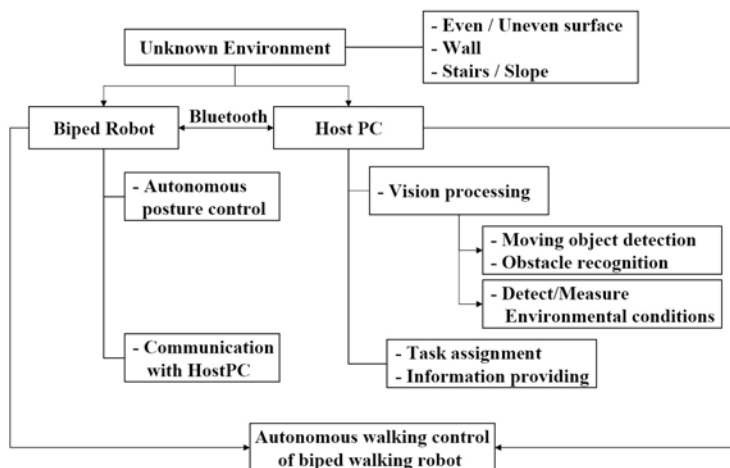 Unknown Environment
- Even / Uneven surface
- Wall
- Stairs / Slope
Biped Robot
Bluetooth
Host PC
- Autonomous
posture control
- Vision processing
- Moving object detection
- Obstacle recognition
- Detect/Measure
Environmental conditions
- Communication
with HostPC
- Task assignment
- Information providing
Autonomous walking control
of biped walking robot